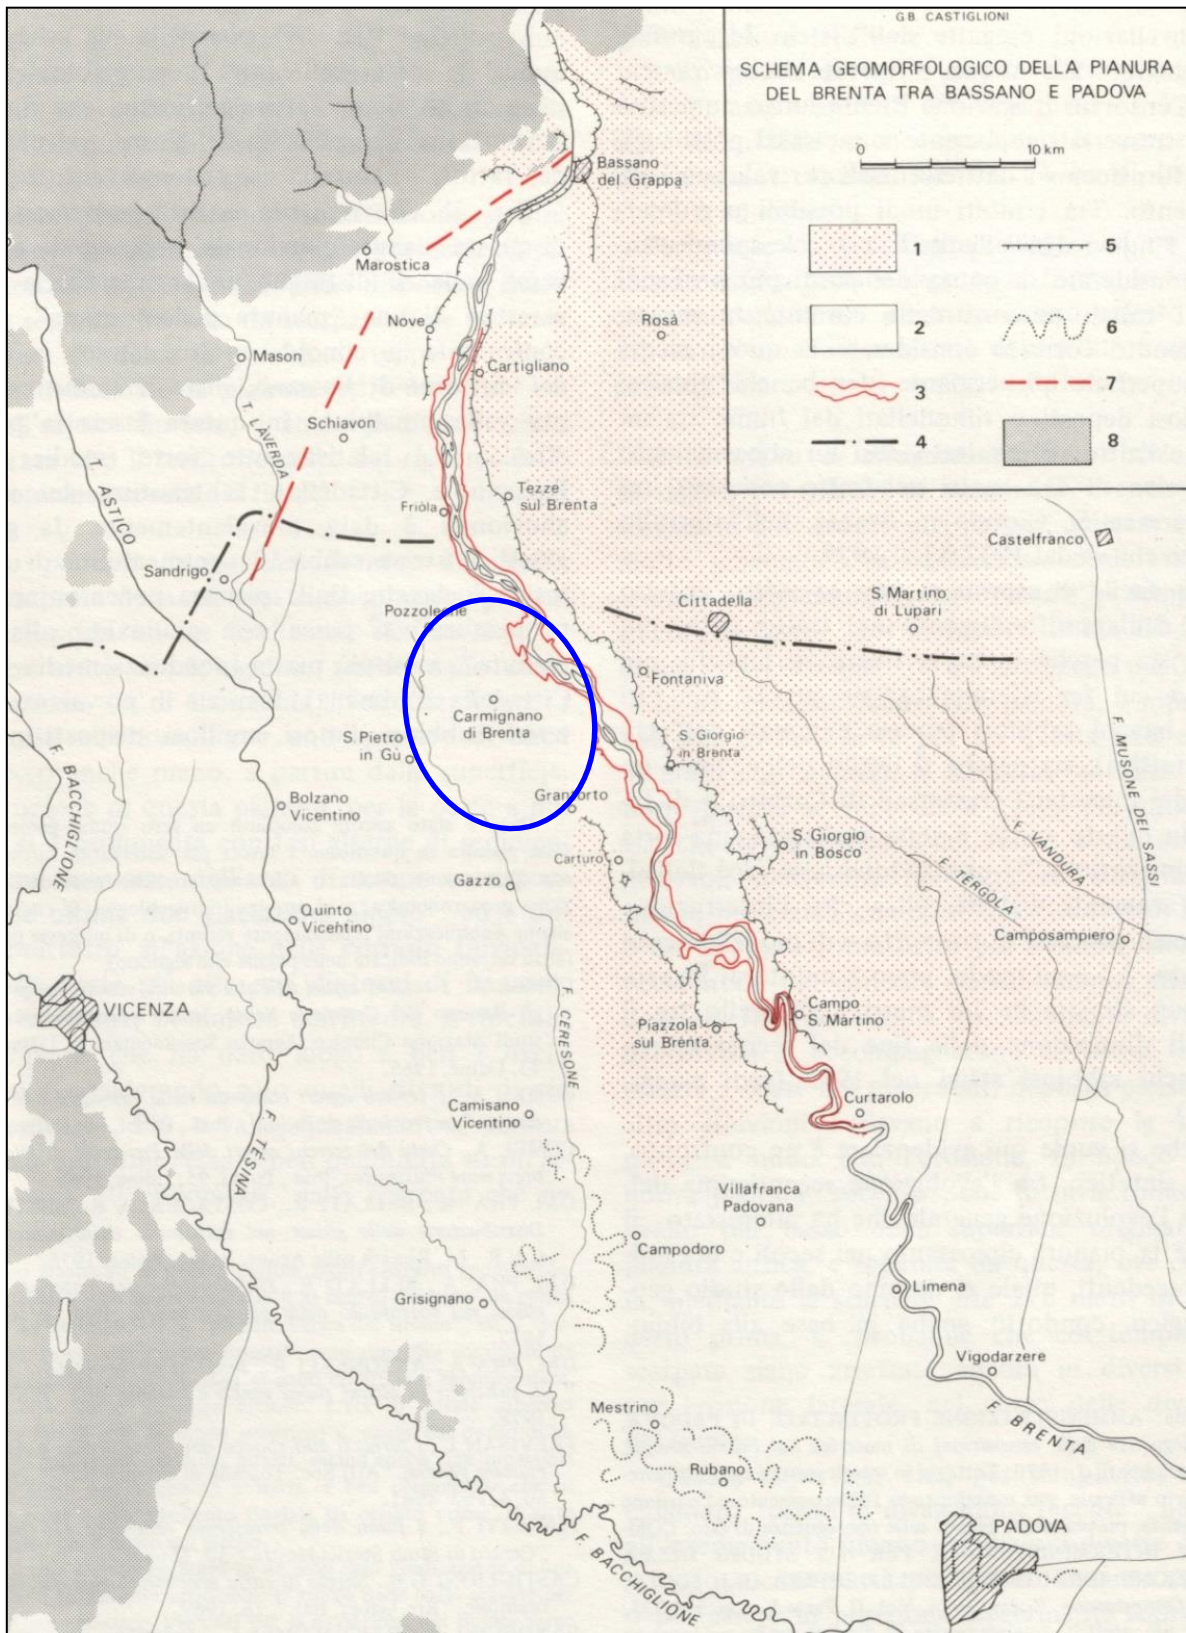 G.B. CASTIGLIONI
SCHEMA GEOMORFOLOGICO DELLA PIANURA
DEL BRENTA TRA BASSANO E PADOVA
0
10 km
1
5
2
6
3
7
4
8
Bassano
del Grappa
Marostica
Nove
Rosà
Mason
Cartigliano
T. LAVERDA
Schiavon
T. ASTICO
Tezze
sul Brenta
Friòla
Castelfranco
Sandrigo
Cittadella
S. Martino
di Lupari
Pozzoleone
Fontaniva
Carmignano
di Brenta
S. Pietro
in Gù
S. Giorgio
in Brenta
F. MUSONE DEI SASSI
F. BACCHIGLIONE
Bolzano
Vicentino
Grantorto
S. Giorgio
in Bosco
F. VANDURA
Carturo
F. TERGOLA
Gazzo
Quinto
Vicentino
Camposampiero
VICENZA
F. CERESONE
Campo
S. Martino
Piazzola
sul Brenta
Camisano
Vicentino
Curtarolo
F. TESINA
Villafranca
Padovana
Campodoro
Limena
Grisignano
Vigodarzere
Mestrino
F. BRENTA
Rubano
PADOVA
F. BACCHIGLIONE